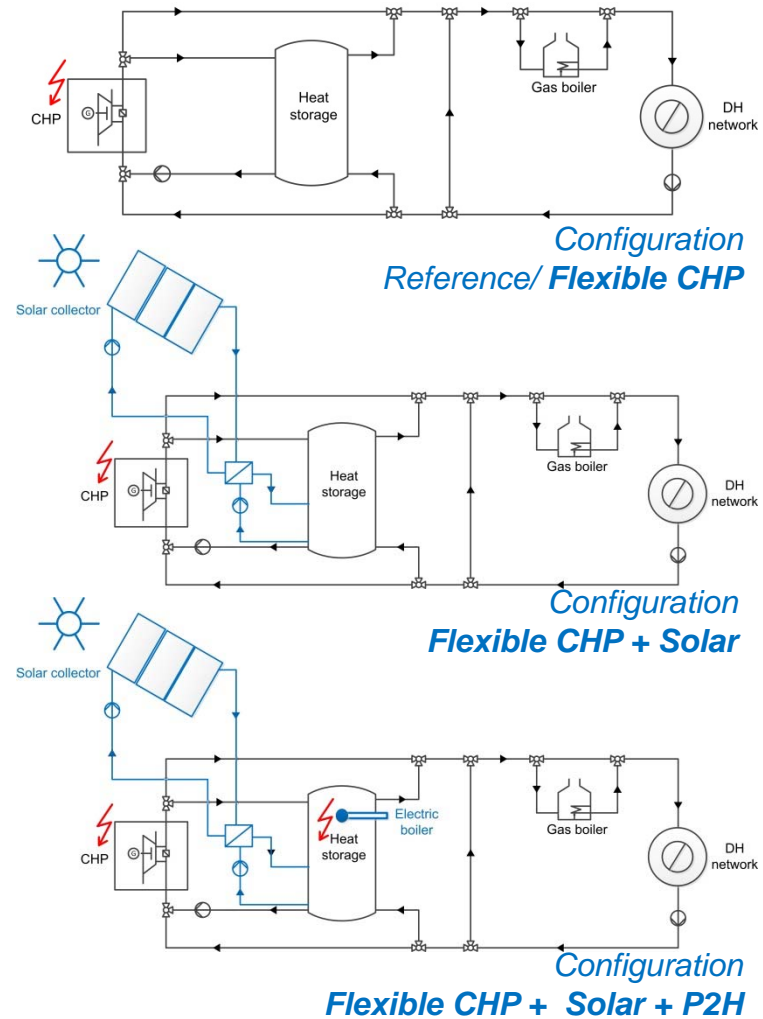 CHP
G
Heat
storage
Gas boiler
DH
network
Configuration
Reference/ Flexible CHP
Solar collector
CHP
G
Heat
storage
Gas boiler
DH
network
Configuration
Flexible CHP + Solar
Solar collector
CHP
G
Electric
boiler
Heat
storage
Gas boiler
DH
network
Configuration
Flexible CHP + Solar + P2H